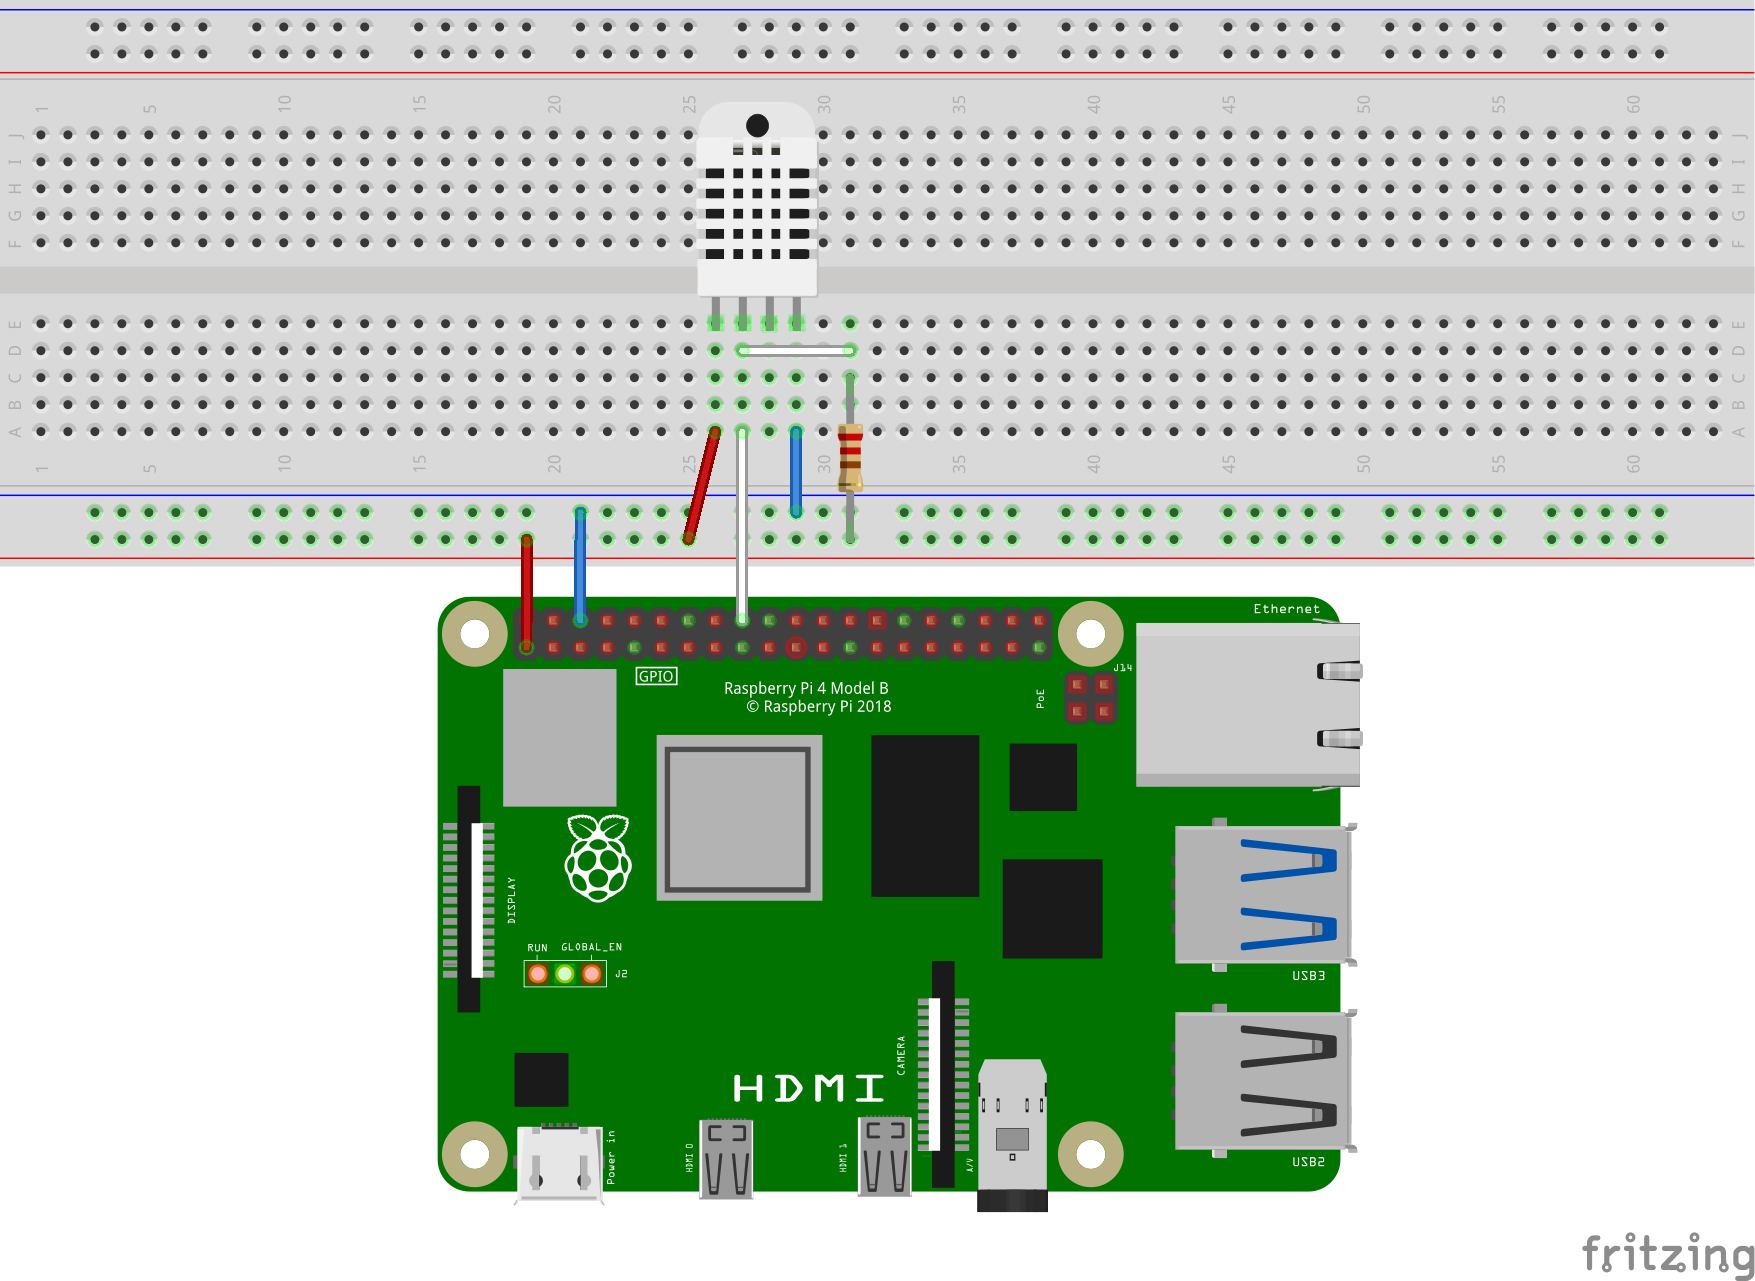 1 5 10 15 20 25 30 35 40 45 50 55 60
J J
I I
H H
G G
F F
E E
D D
C C
B B
A A
1 5 10 15 20 25 30 35 40 45 50 55 60
Ethernet
GPIO
J14
Raspberry Pi 4 Model B
© Raspberry Pi 2018
PoE
DISPLAY
RUN GLOBAL_EN
J2
USB3
CAMERA
HDMI
Power in
HDMI 0
HDMI 1
A/V
USB2
fritzing